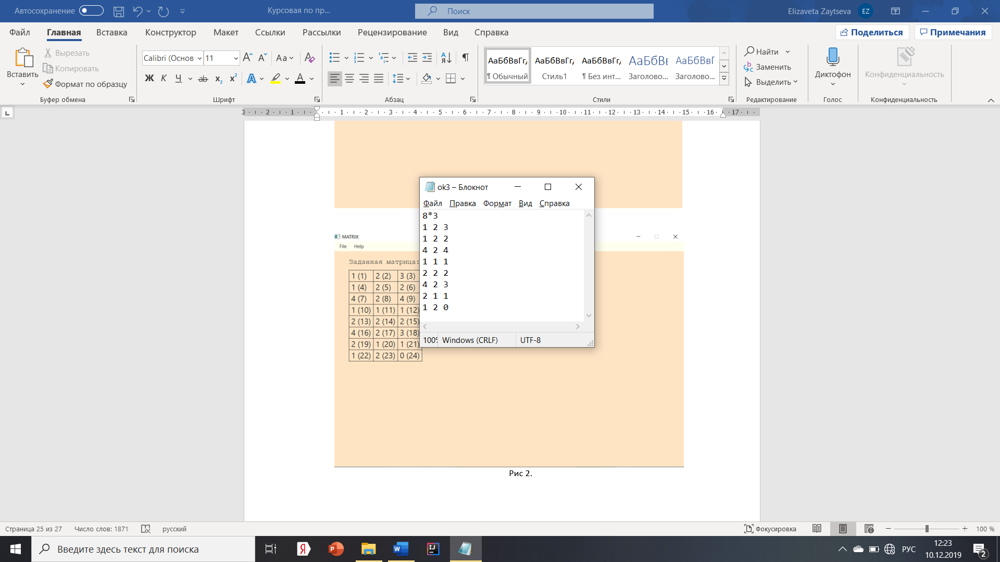 Автосохранение
Курсовая по пр...
Поиск
Elizaveta Zaytseva
EZ
Файл Главная Вставка Конструктор Макет Ссылки Рассылки Рецензирование Вид Справка
Поделиться
Примечания
Вставить
Вырезать
Копировать
Формат по образцу
Буфер обмена
Calibri (Основ 11
Шрифт
Абзац
АаБбВвГг, АаБбВвГг, АаБбВвГг, АаБбВ АаБбВвГ
¶ Обычный Стиль1 ¶ Без инт... Заголово... Заголово...
Стили
Найти
Заменить
Выделить
Редактирование
Диктофон
Голос
Конфиденциальность
Конфиденциальность
3 2 1 1 2 3 4 5 6 7 8 9 10 11 12 13 14 15 16 17
ok3 – Блокнот
Файл Правка Формат Вид Справка
8*3
1 2 3
1 2 2
4 2 4
1 1 1
2 2 2
4 2 3
2 1 1
1 2 0
100% Windows (CRLF) UTF-8
MATRIX
File Help
Заданная матрица:
1 (1) 2 (2) 3 (3)
1 (4) 2 (5) 2 (6)
4 (7) 2 (8) 4 (9)
1 (10) 1 (11) 1 (12)
2 (13) 2 (14) 2 (15)
4 (16) 2 (17) 3 (18)
2 (19) 1 (20) 1 (21)
1 (22) 2 (23) 0 (24)
Рис 2.
Страница 25 из 27 Число слов: 1871 русский
Фокусировка
100 %
Введите здесь текст для поиска
РУС
12:23
10.12.2019
2